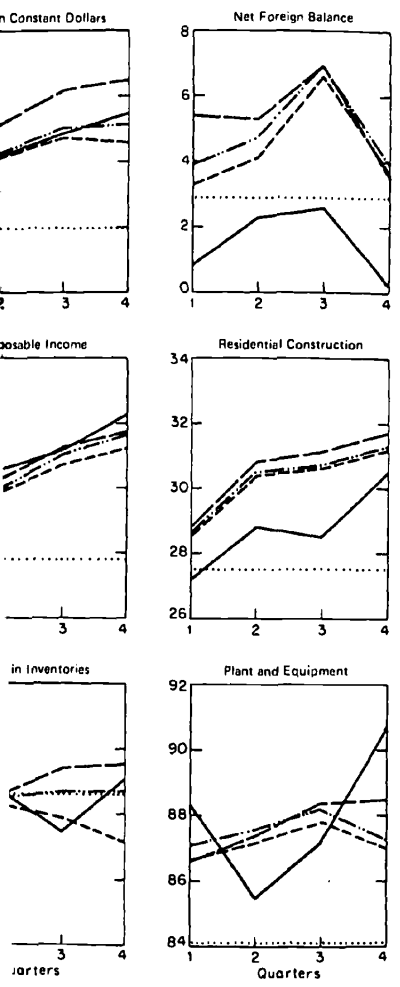 n Constant Dollars
Net Foreign Balance
8
6
4
2
0
2 3 4
1 2 3 4
posable Income
Residential Construction
34
32
30
28
26
3 4
1 2 3 4
in Inventories
Plant and Equipment
92
90
88
86
84
3 4
1 2 3 4
uarters
Quarters